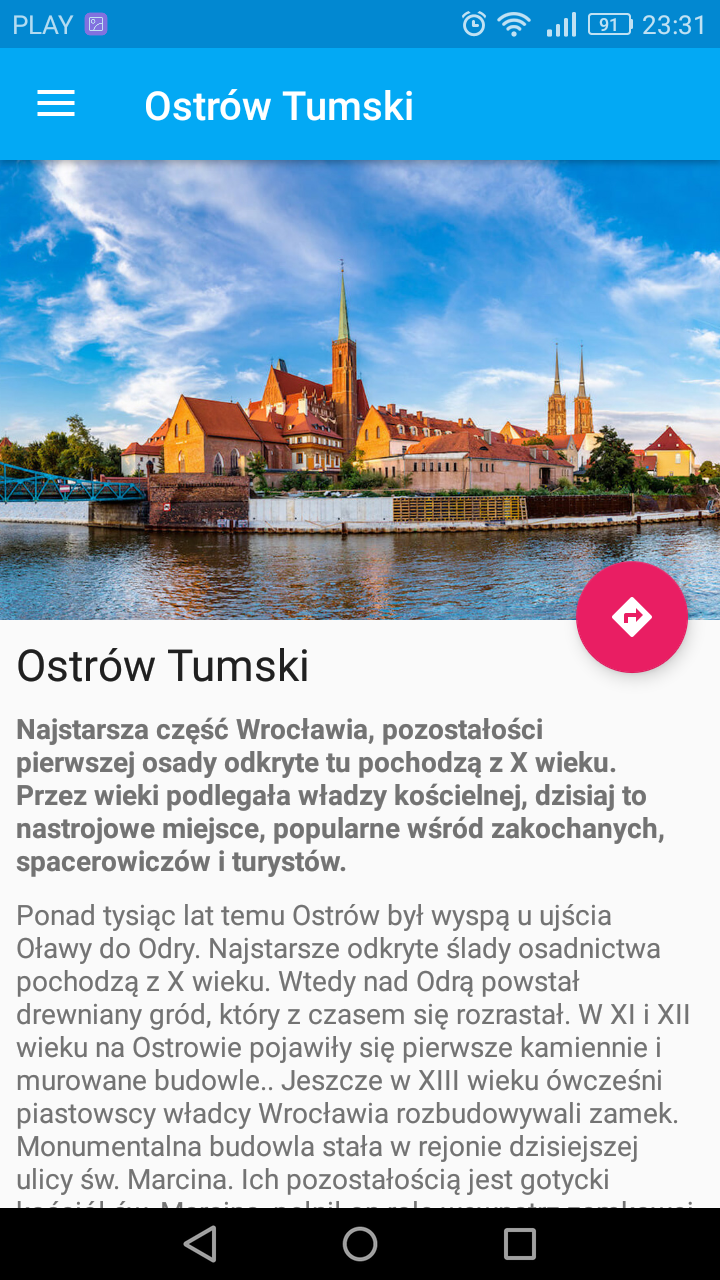 PLAY
91
23:31
Ostrów Tumski
Ostrów Tumski
Najstarsza część Wrocławia, pozostałości
pierwszej osady odkryte tu pochodzą z X wieku.
Przez wieki podlegała władzy kościelnej, dzisiaj to
nastrojowe miejsce, popularne wśród zakochanych,
spacerowiczów i turystów.
Ponad tysiąc lat temu Ostrów był wyspą u ujścia
Oławy do Odry. Najstarsze odkryte ślady osadnictwa
pochodzą z X wieku. Wtedy nad Odrą powstał
drewniany gród, który z czasem się rozrastał. W XI i XII
wieku na Ostrowie pojawiły się pierwsze kamiennie i
murowane budowle.. Jeszcze w XIII wieku ówcześni
piastowscy władcy Wrocławia rozbudowywali zamek.
Monumentalna budowla stała w rejonie dzisiejszej
ulicy św. Marcina. Ich pozostałością jest gotycki